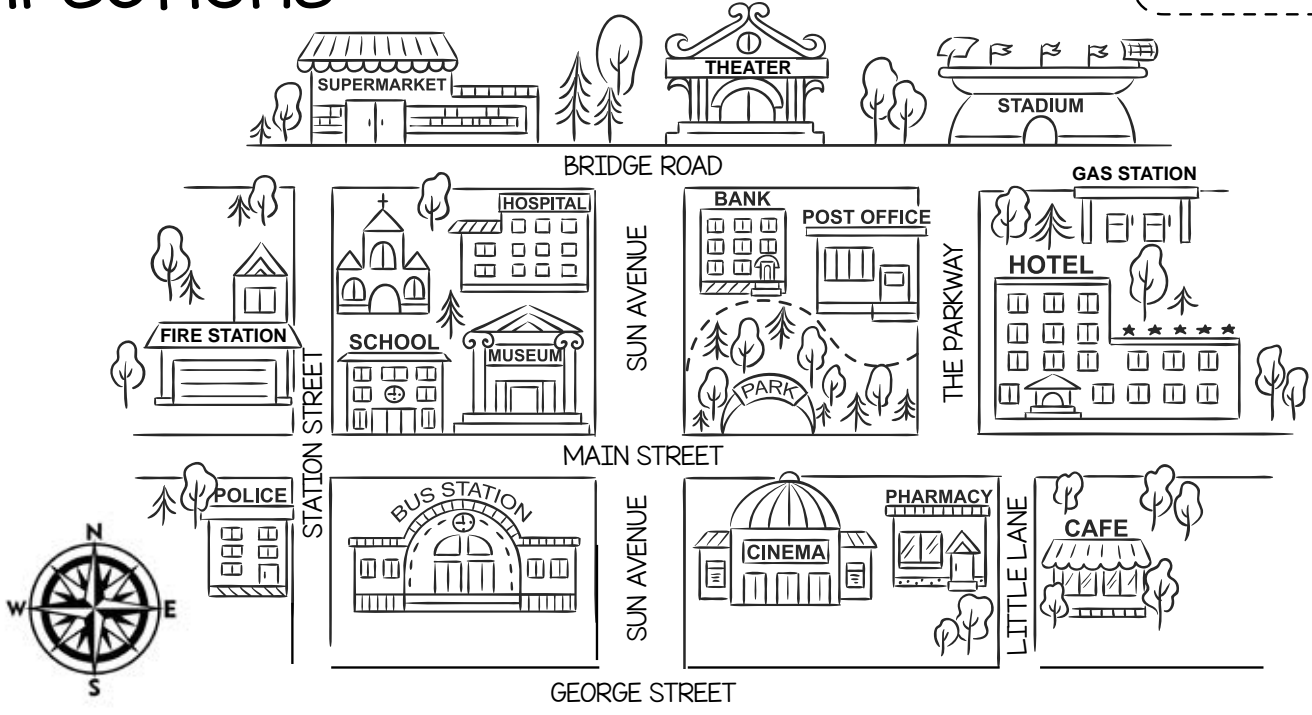 SUPERMARKET
THEATER
STADIUM
BRIDGE ROAD
GAS STATION
HOSPITAL
BANK
POST OFFICE
SUN AVENUE
THE PARKWAY
HOTEL
FIRE STATION
SCHOOL
MUSEUM
PARK
STATION STREET
MAIN STREET
POLICE
BUS STATION
SUN AVENUE
CINEMA
PHARMACY
LITTLE LANE
CAFE
N
W
E
S
GEORGE STREET